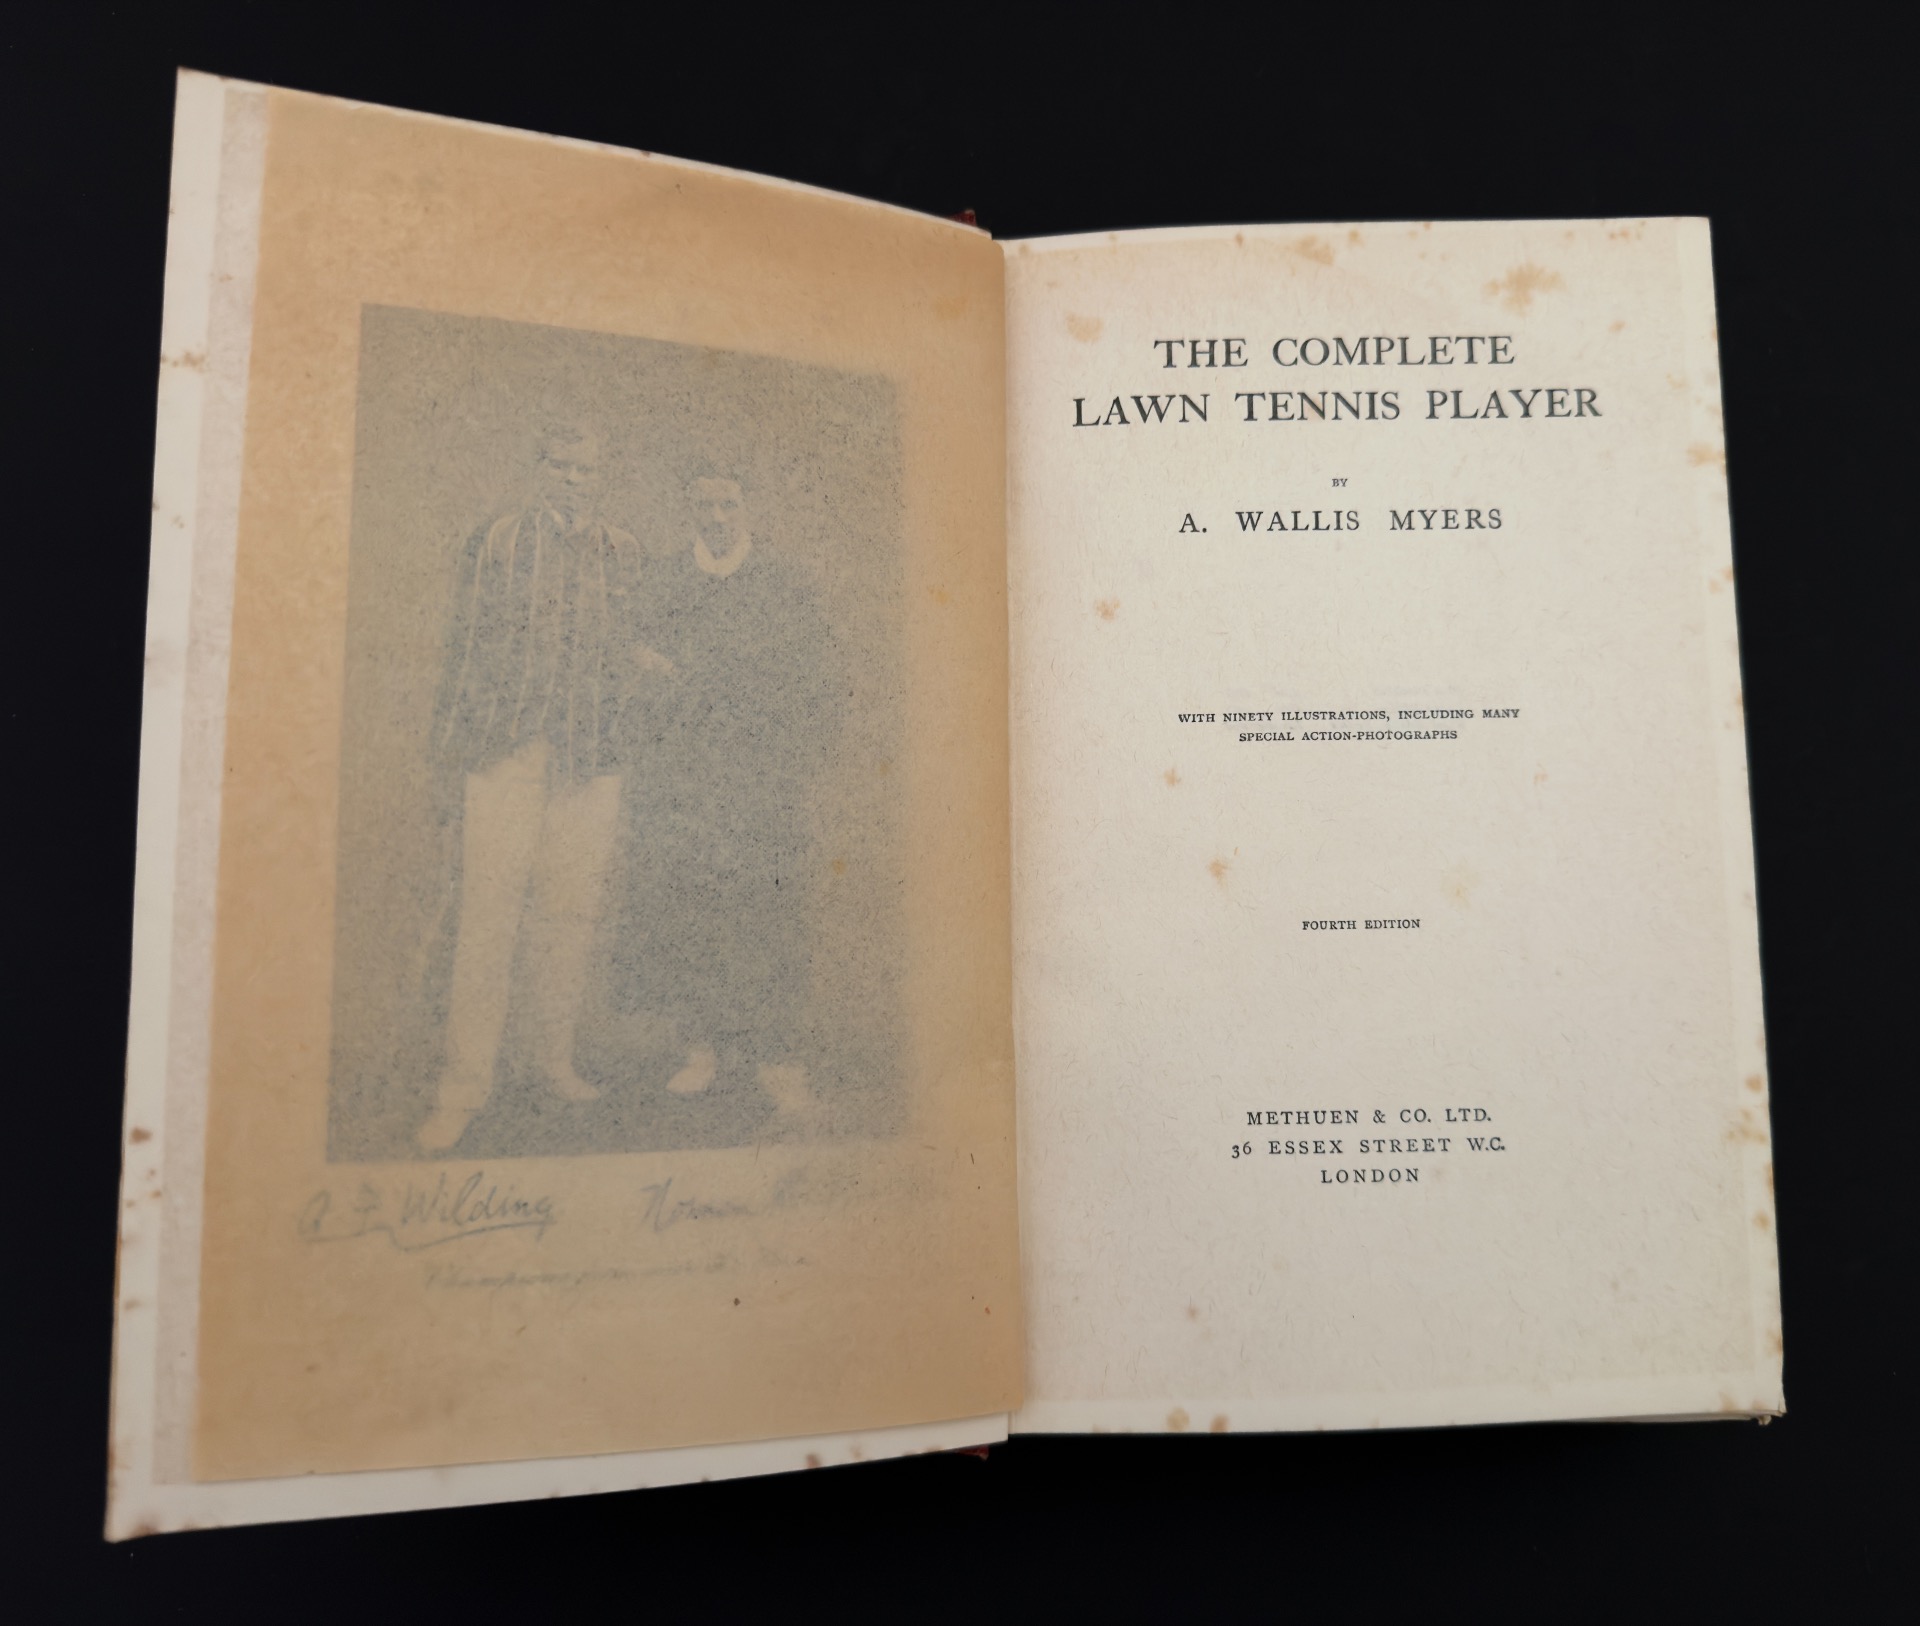 A F Wilding Norman
THE COMPLETE
LAWN TENNIS PLAYER
BY
A. WALLIS MYERS
WITH NINETY ILLUSTRATIONS, INCLUDING MANY
SPECIAL ACTION-PHOTOGRAPHS
FOURTH EDITION
METHUEN & CO. LTD.
36 ESSEX STREET W.C.
LONDON